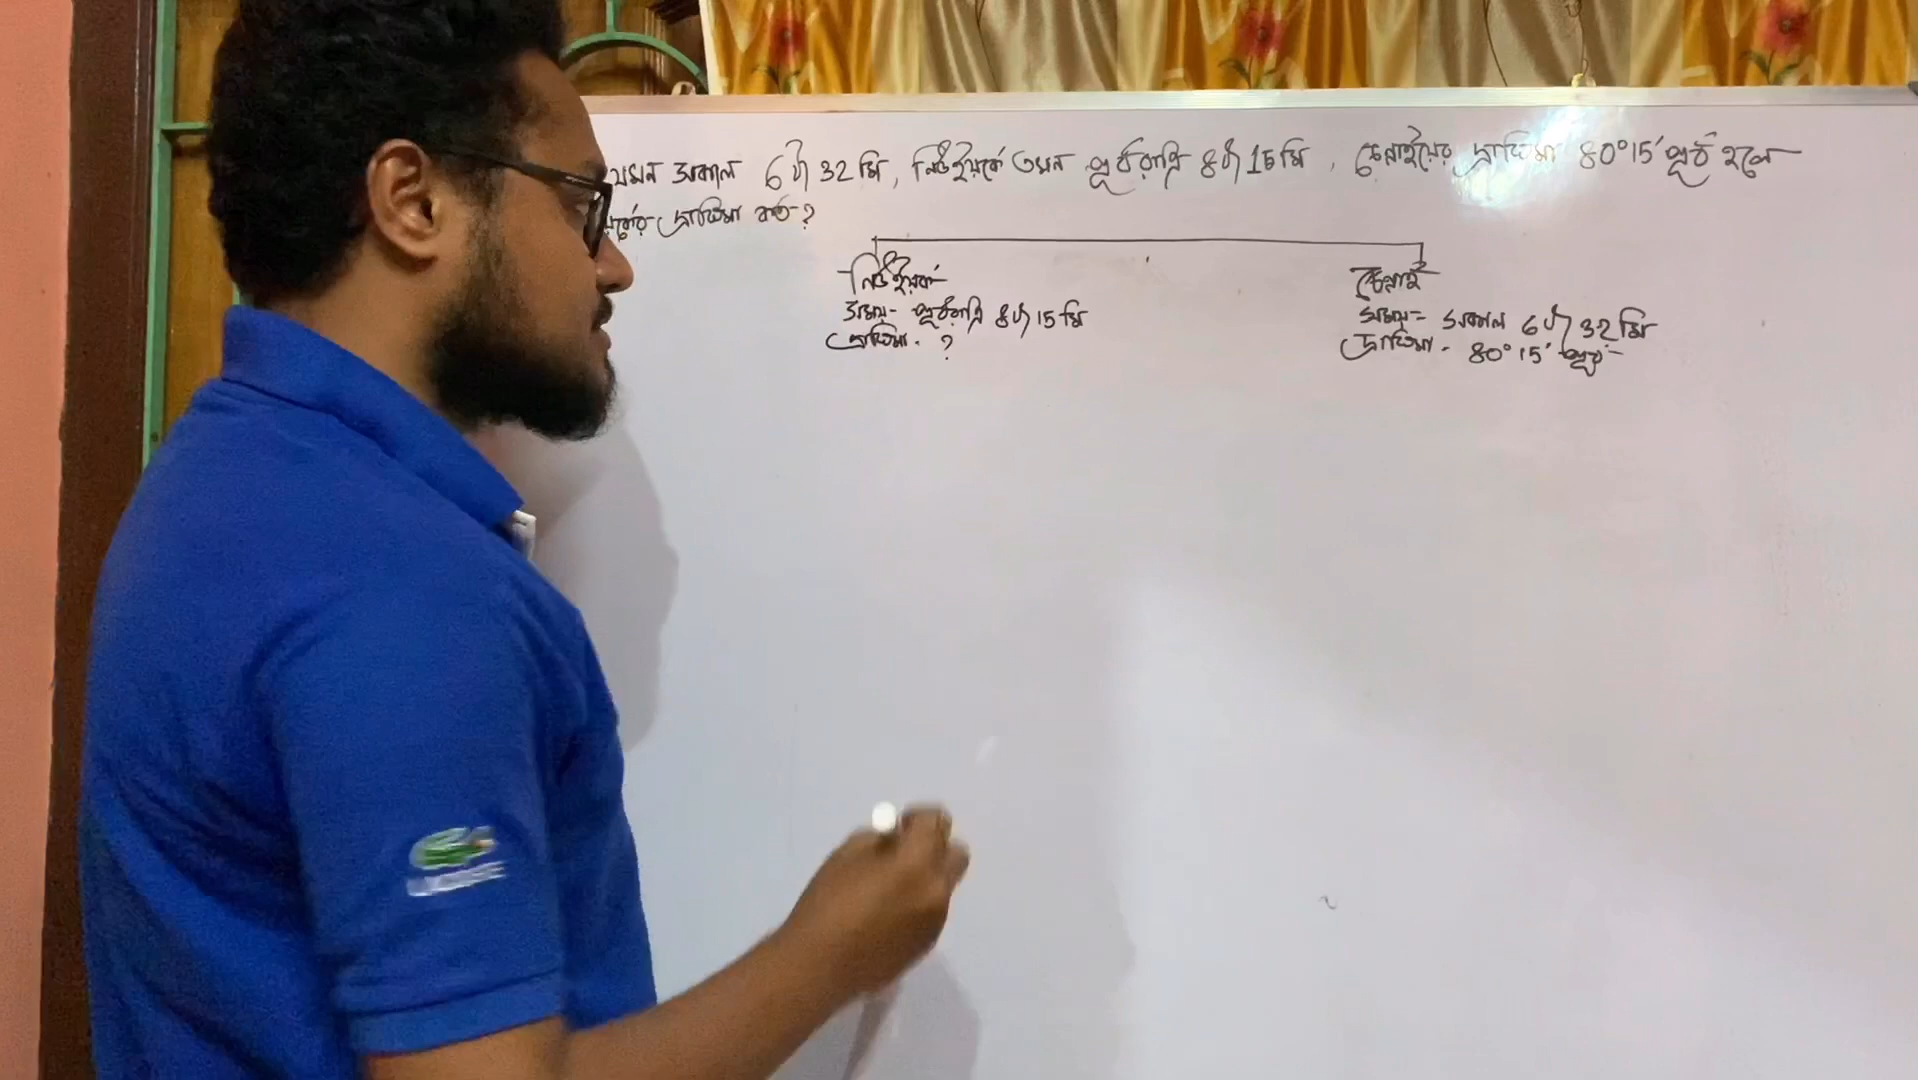 যখন সকাল 6টা 32 মি, নিউইয়র্কে তখন পূর্বরাত্রি 8টা 15 মি, চেন্নাইয়ের দ্রাঘিমা 80°15′ পূর্ব হলে
র্কের দ্রাঘিমা কত?
নিউইয়র্ক
সময়- পূর্বরাত্রি 8টা 15 মি
দ্রাঘিমা- ?
চেন্নাই
সময়- সকাল 6টা 32 মি
দ্রাঘিমা- 80°15′ পূর্ব
LACOSTE